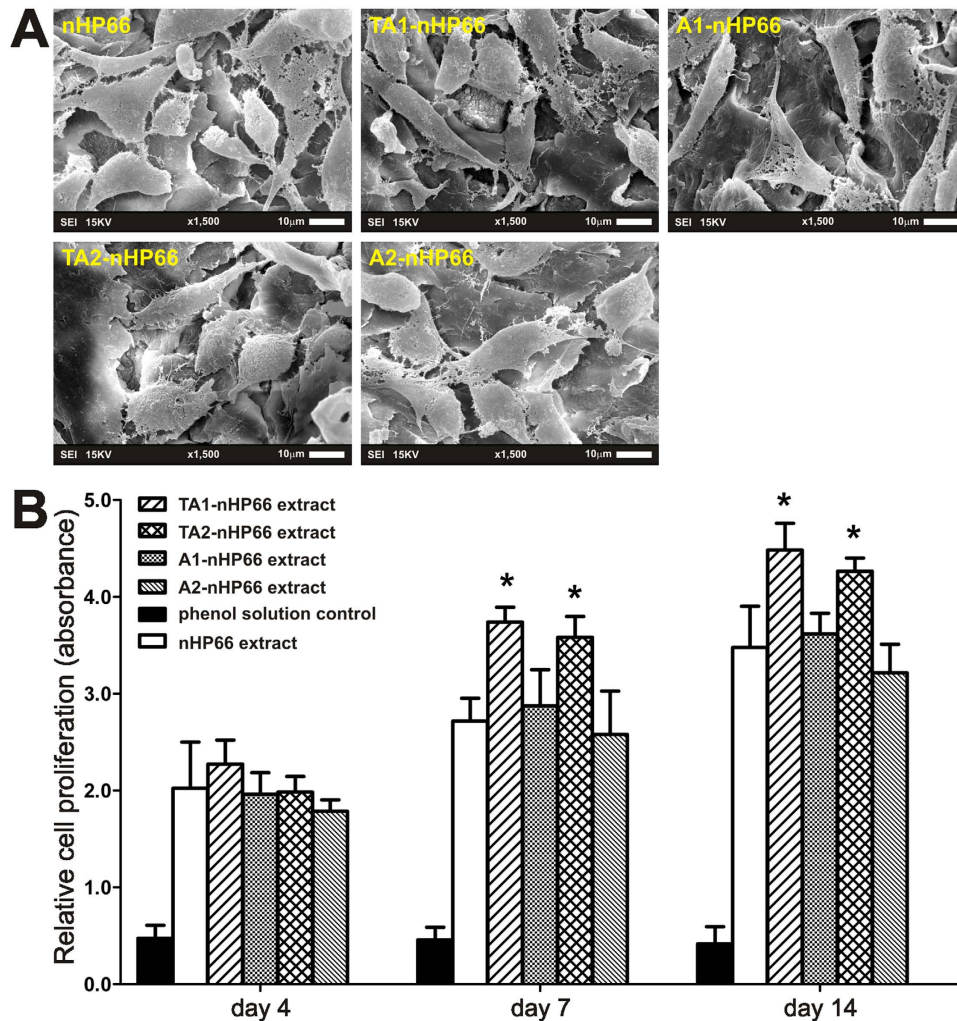 A
nHP66
SEI 15KV x1,500 10μm
TA1-nHP66
SEI 15KV x1,500 10μm
A1-nHP66
SEI 15KV x1,500 10μm
TA2-nHP66
SEI 15KV x1,500 10μm
A2-nHP66
SEI 15KV x1,500 10μm
B
Relative cell proliferation (absorbance)
5.0
4.0
3.0
2.0
1.0
0.0
TA1-nHP66 extract
TA2-nHP66 extract
A1-nHP66 extract
A2-nHP66 extract
phenol solution control
nHP66 extract
* *
* *
day 4
day 7
day 14